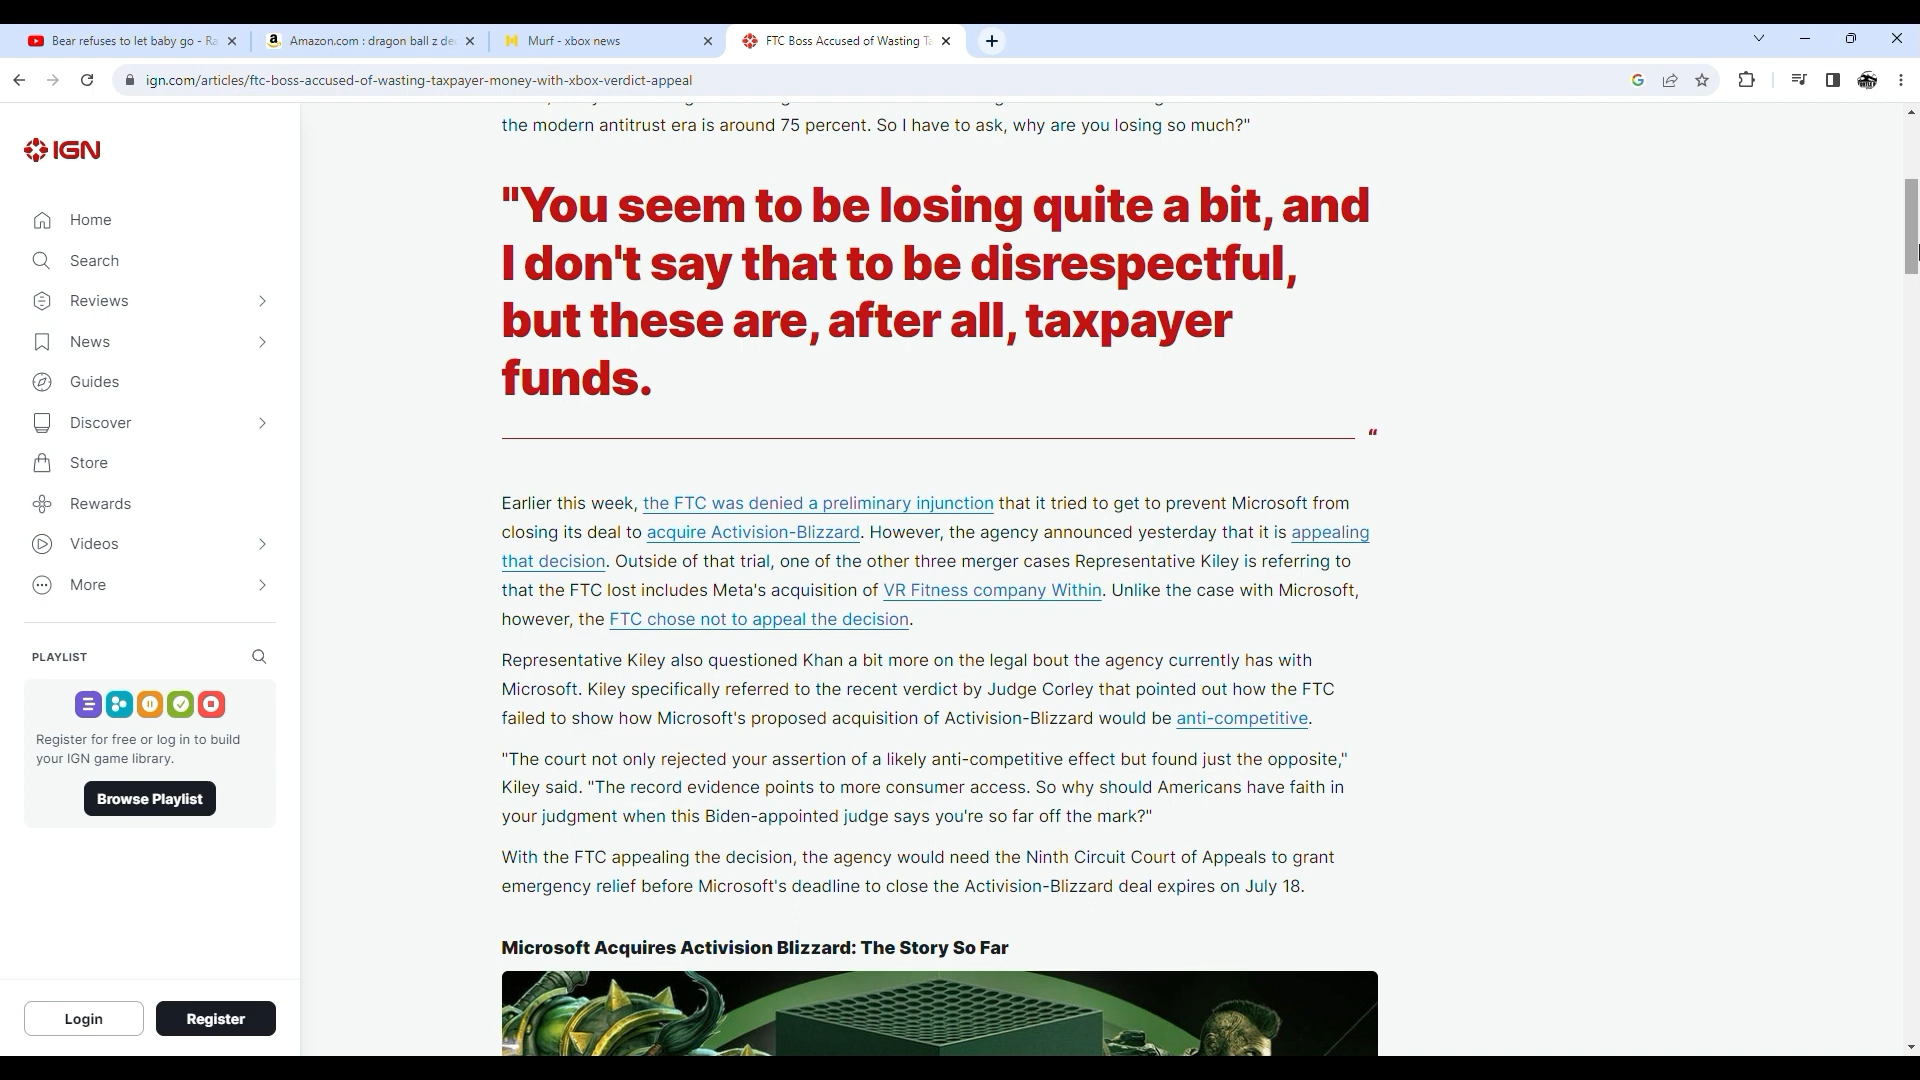 Bear refuses to let baby go - Ra
Amazon.com : dragon ball z de
Murf - xbox news
FTC Boss Accused of Wasting Ta
ign.com/articles/ftc-boss-accused-of-wasting-taxpayer-money-with-xbox-verdict-appeal
IGN
Home
Search
Reviews
News
Guides
Discover
Store
Rewards
Videos
More
PLAYLIST
Register for free or log in to build
your IGN game library.
Browse Playlist
Login
Register
the modern antitrust era is around 75 percent. So I have to ask, why are you losing so much?"
"You seem to be losing quite a bit, and
I don't say that to be disrespectful,
but these are, after all, taxpayer
funds.
“
Earlier this week, the FTC was denied a preliminary injunction that it tried to get to prevent Microsoft from
closing its deal to acquire Activision-Blizzard. However, the agency announced yesterday that it is appealing
that decision. Outside of that trial, one of the other three merger cases Representative Kiley is referring to
that the FTC lost includes Meta's acquisition of VR Fitness company Within. Unlike the case with Microsoft,
however, the FTC chose not to appeal the decision.
Representative Kiley also questioned Khan a bit more on the legal bout the agency currently has with
Microsoft. Kiley specifically referred to the recent verdict by Judge Corley that pointed out how the FTC
failed to show how Microsoft's proposed acquisition of Activision-Blizzard would be anti-competitive.
"The court not only rejected your assertion of a likely anti-competitive effect but found just the opposite,"
Kiley said. "The record evidence points to more consumer access. So why should Americans have faith in
your judgment when this Biden-appointed judge says you're so far off the mark?"
With the FTC appealing the decision, the agency would need the Ninth Circuit Court of Appeals to grant
emergency relief before Microsoft's deadline to close the Activision-Blizzard deal expires on July 18.
Microsoft Acquires Activision Blizzard: The Story So Far